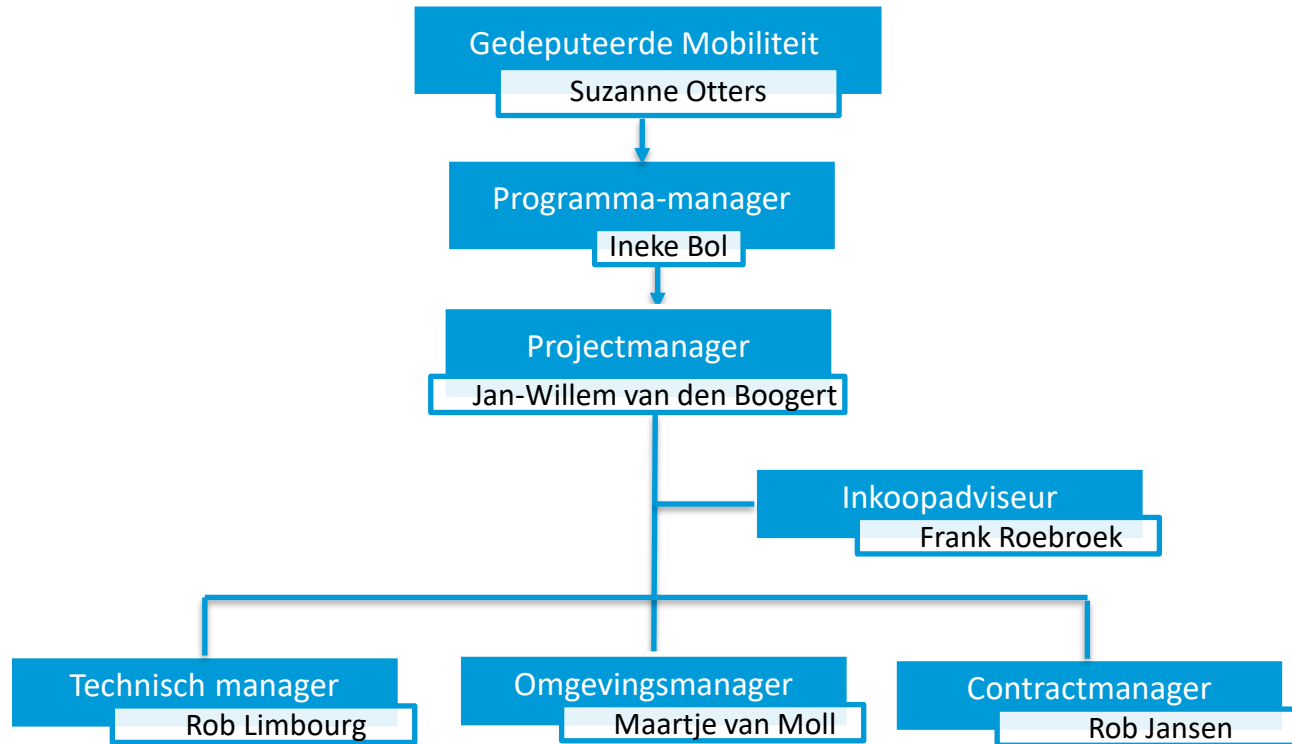 Gedeputeerde Mobiliteit
Suzanne Otters
Programma-manager
Ineke Bol
Projectmanager
Jan-Willem van den Boogert
Inkoopadviseur
Frank Roebroek
Technisch manager
Rob Limbourg
Omgevingsmanager
Maartje van Moll
Contractmanager
Rob Jansen